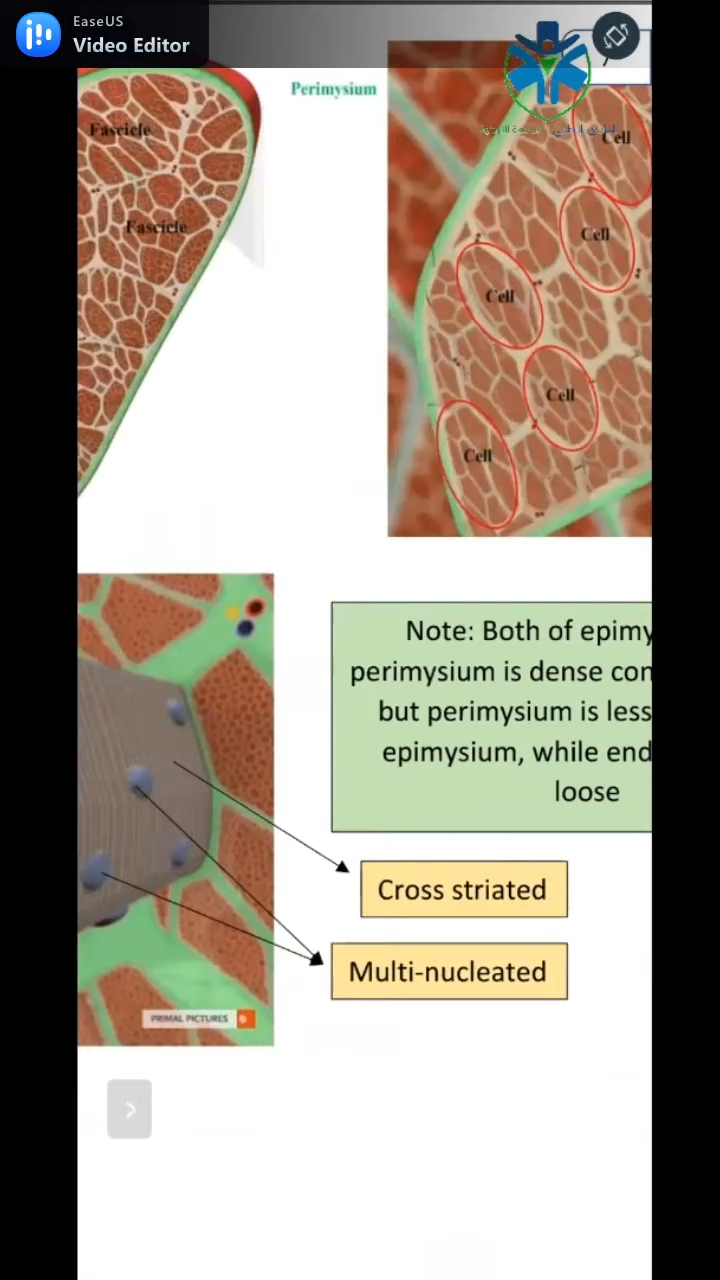 EaseUS
Video Editor
Perimysium
Fascicle
Fascicle
Cell
Cell
Cell
Cell
Cell
Note: Both of epimy
perimysium is dense con
but perimysium is less
epimysium, while end
loose
Cross striated
Multi-nucleated
PRIMAL PICTURES